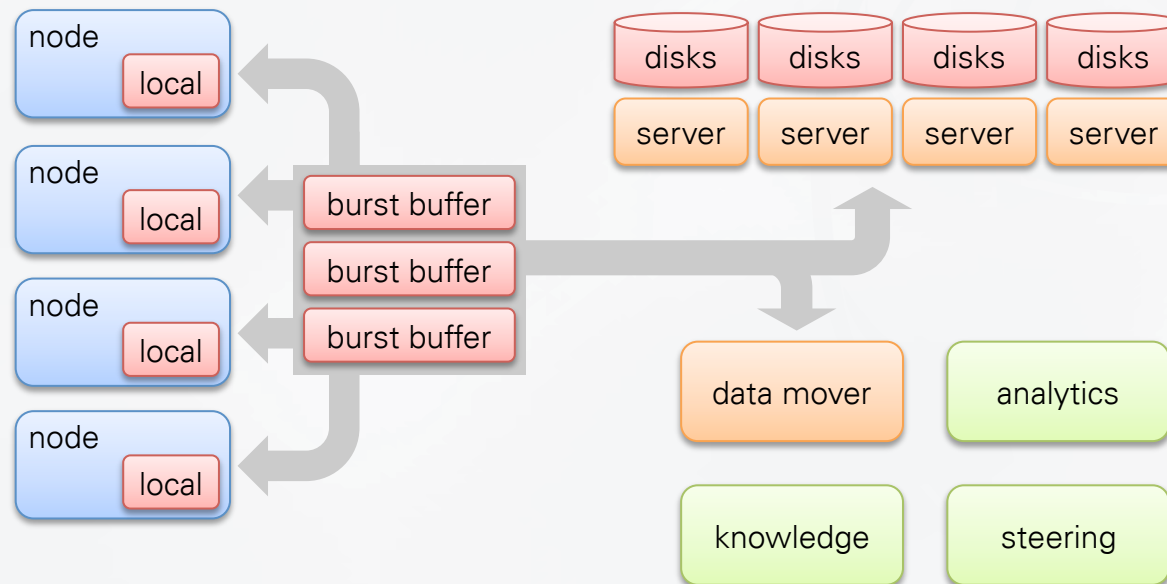 node
local
node
local
node
local
node
local
burst buffer
burst buffer
burst buffer
disks disks disks disks
server server server server
data mover analytics
knowledge steering